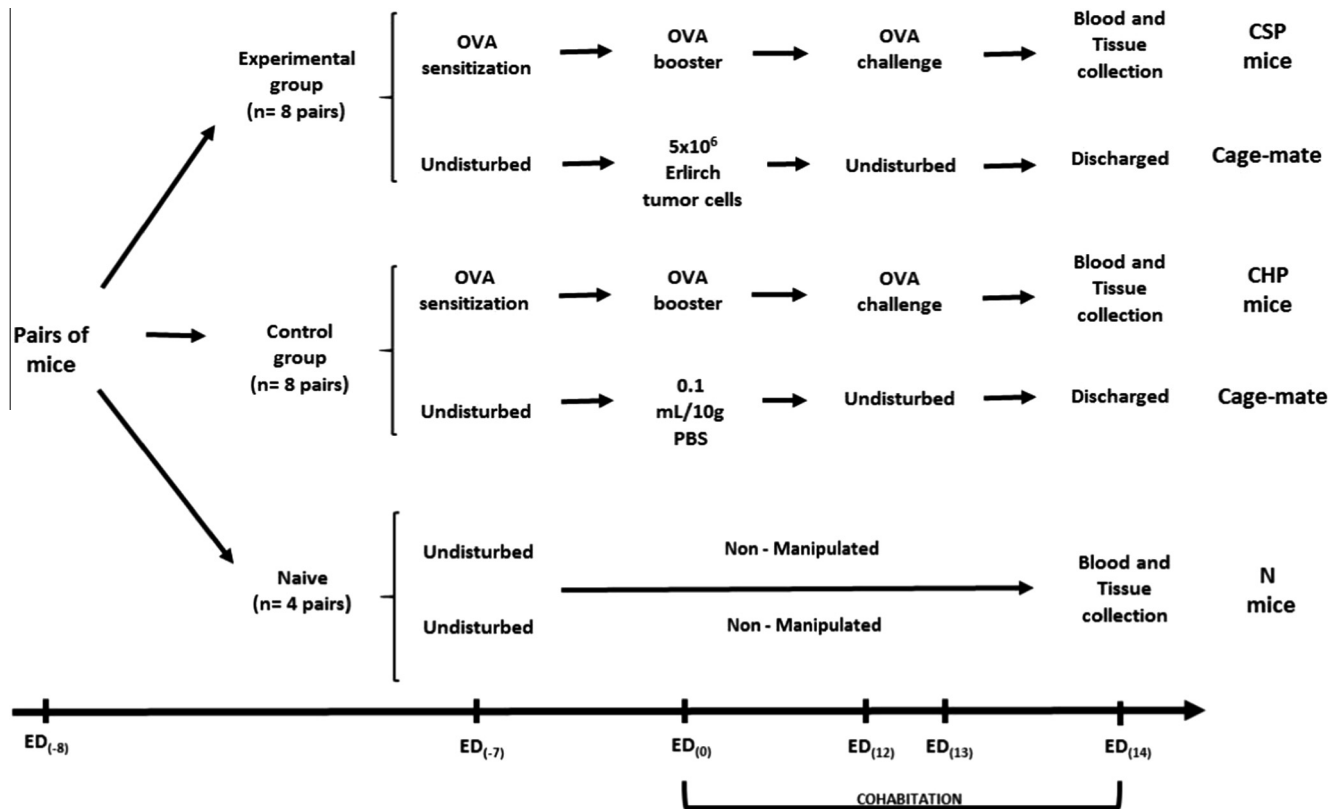 Pairs of
mice
Experimental
group
(n= 8 pairs)
OVA
sensitization
OVA
booster
OVA
challenge
Blood and
Tissue
collection
CSP
mice
Undisturbed
5x10⁶
Erlirch
tumor cells
Undisturbed
Discharged
Cage-mate
Control
group
(n= 8 pairs)
OVA
sensitization
OVA
booster
OVA
challenge
Blood and
Tissue
collection
CHP
mice
Undisturbed
0.1
mL/10g
PBS
Undisturbed
Discharged
Cage-mate
Naive
(n= 4 pairs)
Undisturbed
Non - Manipulated
Undisturbed
Non - Manipulated
Blood and
Tissue
collection
N
mice
ED(-8)
ED(-7)
ED(0)
ED(12)
ED(13)
ED(14)
COHABITATION